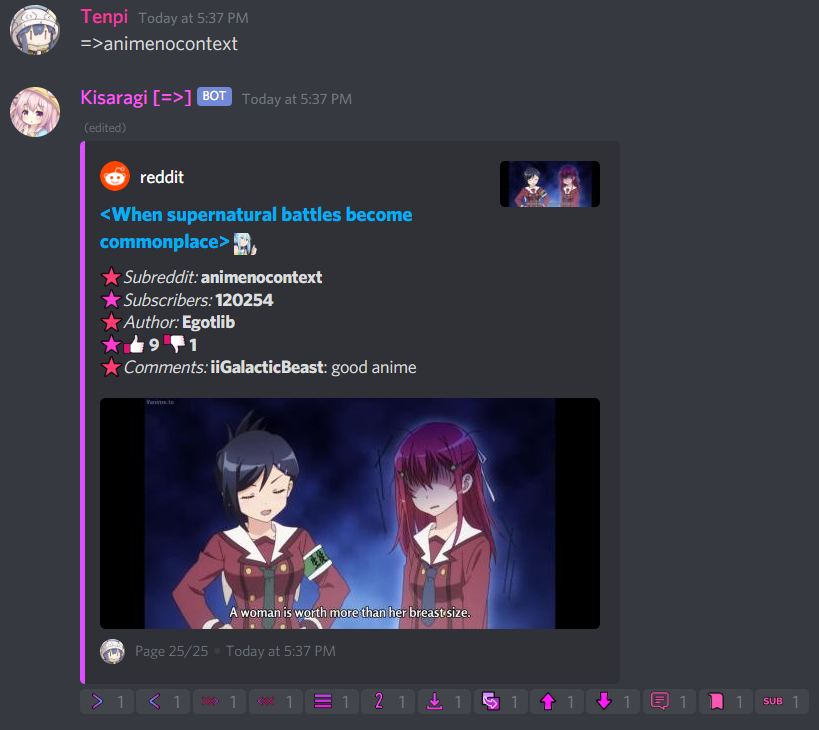 Tenpi Today at 5:37 PM
=>animenocontext
Kisaragi [=>] BOT Today at 5:37 PM
(edited)
reddit
<When supernatural battles become
commonplace>
Subreddit: animenocontext
Subscribers: 120254
Author: Egotlib
9 1
Comments: iiGalacticBeast: good anime
A woman is worth more than her breast size.
Page 25/25 • Today at 5:37 PM
> 1 < 1 >>> 1 <<< 1 1 2 1 1 1 1 1 1 1 SUB 1